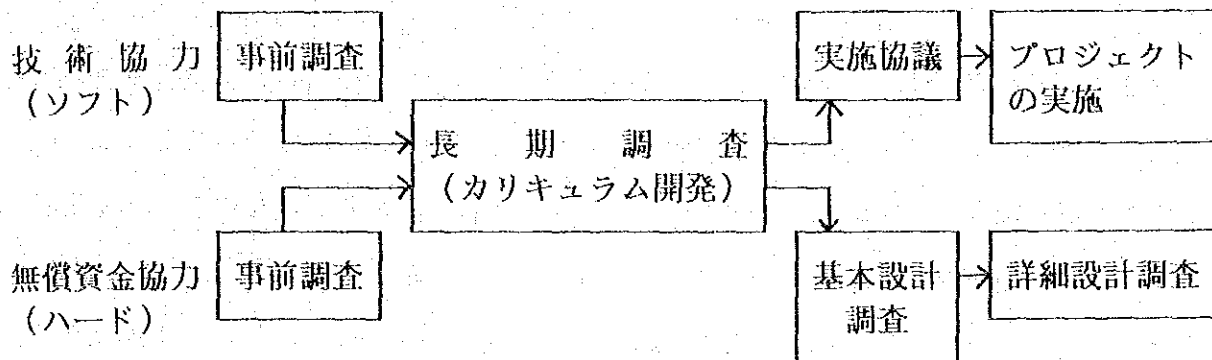 技術協力
(ソフト)
事前調査
長期調査
(カリキュラム開発)
実施協議
プロジェクト
の実施
無償資金協力
(ハード)
事前調査
基本設計
調査
詳細設計調査